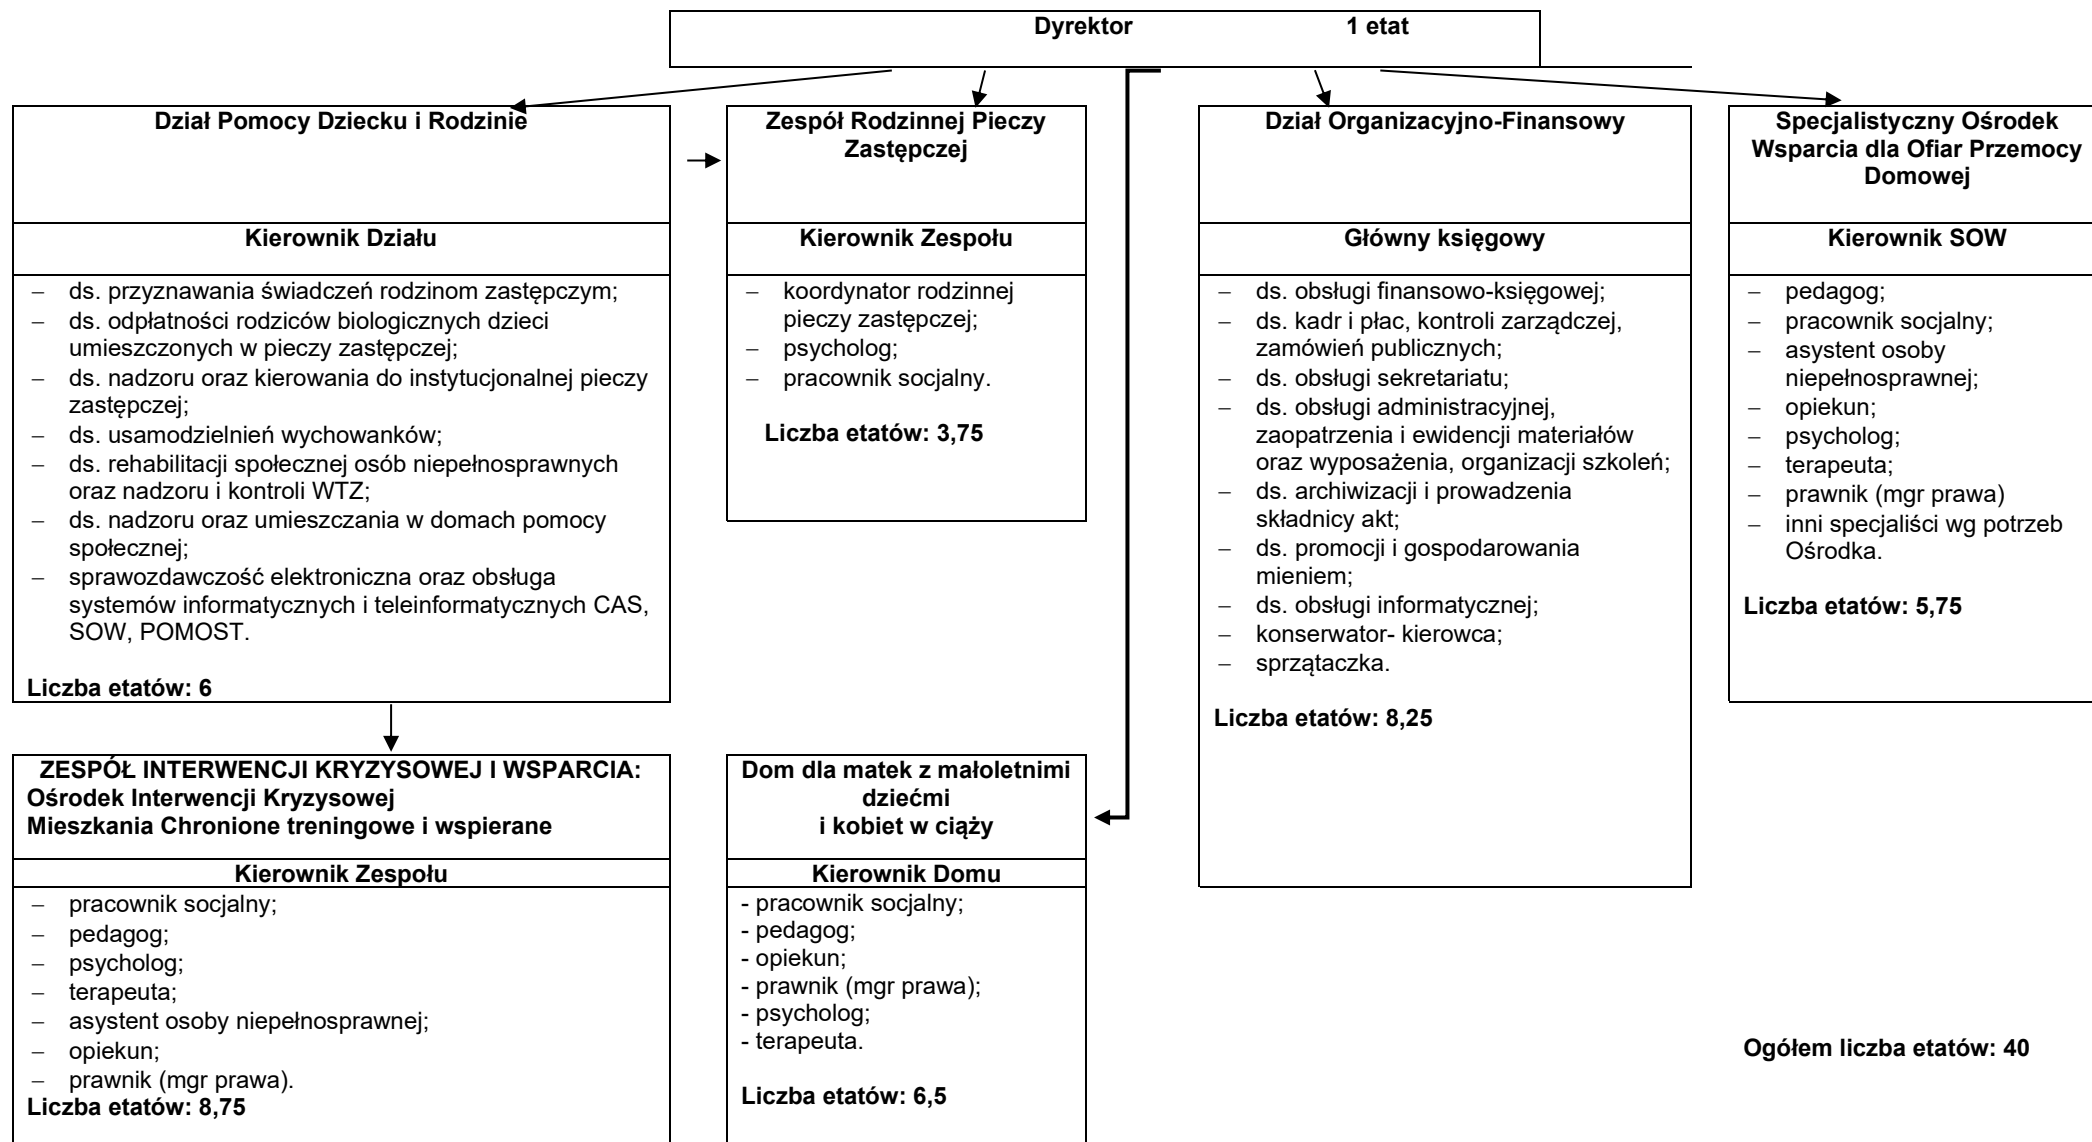 Dyrektor 1 etat
Dział Pomocy Dziecku i Rodzinie
Kierownik Działu
– ds. przyznawania świadczeń rodzinom zastępczym;
– ds. odpłatności rodziców biologicznych dzieci
umieszczonych w pieczy zastępczej;
– ds. nadzoru oraz kierowania do instytucjonalnej pieczy
zastępczej;
– ds. usamodzielnień wychowanków;
– ds. rehabilitacji społecznej osób niepełnosprawnych
oraz nadzoru i kontroli WTZ;
– ds. nadzoru oraz umieszczania w domach pomocy
społecznej;
– sprawozdawczość elektroniczna oraz obsługa
systemów informatycznych i teleinformatycznych CAS,
SOW, POMOST.
Liczba etatów: 6
Zespół Rodzinnej Pieczy
Zastępczej
Kierownik Zespołu
– koordynator rodzinnej
pieczy zastępczej;
– psycholog;
– pracownik socjalny.
Liczba etatów: 3,75
Dział Organizacyjno-Finansowy
Główny księgowy
– ds. obsługi finansowo-księgowej;
– ds. kadr i płac, kontroli zarządczej,
zamówień publicznych;
– ds. obsługi sekretariatu;
– ds. obsługi administracyjnej,
zaopatrzenia i ewidencji materiałów
oraz wyposażenia, organizacji szkoleń;
– ds. archiwizacji i prowadzenia
składnicy akt;
– ds. promocji i gospodarowania
mieniem;
– ds. obsługi informatycznej;
– konserwator- kierowca;
– sprzątaczka.
Liczba etatów: 8,25
Specjalistyczny Ośrodek
Wsparcia dla Ofiar Przemocy
Domowej
Kierownik SOW
– pedagog;
– pracownik socjalny;
– asystent osoby
niepełnosprawnej;
– opiekun;
– psycholog;
– terapeuta;
– prawnik (mgr prawa)
– inni specjaliści wg potrzeb
Ośrodka.
Liczba etatów: 5,75
ZESPÓŁ INTERWENCJI KRYZYSOWEJ I WSPARCIA:
Ośrodek Interwencji Kryzysowej
Mieszkania Chronione treningowe i wspierane
Kierownik Zespołu
– pracownik socjalny;
– pedagog;
– psycholog;
– terapeuta;
– asystent osoby niepełnosprawnej;
– opiekun;
– prawnik (mgr prawa).
Liczba etatów: 8,75
Dom dla matek z małoletnimi
dziećmi
i kobiet w ciąży
Kierownik Domu
- pracownik socjalny;
- pedagog;
- opiekun;
- prawnik (mgr prawa);
- psycholog;
- terapeuta.
Liczba etatów: 6,5
Ogółem liczba etatów: 40